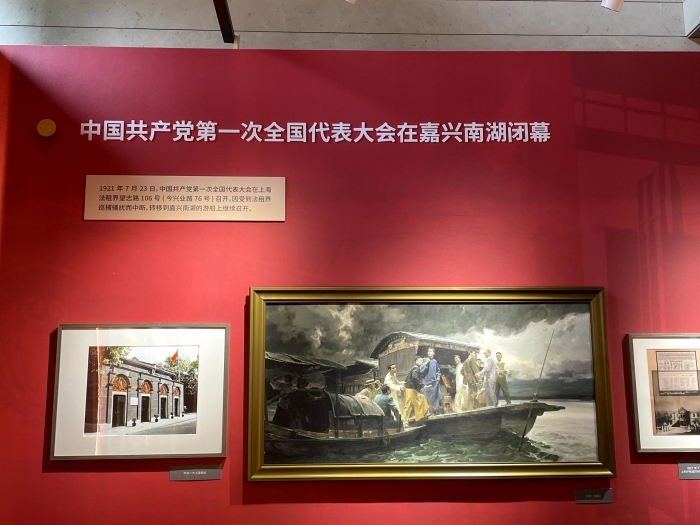 中国共产党第一次全国代表大会在嘉兴南湖闭幕
1921 年 7 月 23 日，中国共产党第一次全国代表大会在上海
法租界望志路 106 号（今兴业路 76 号）召开，因受到法租界
巡捕骚扰而中断，转移到嘉兴南湖的游船上继续召开。